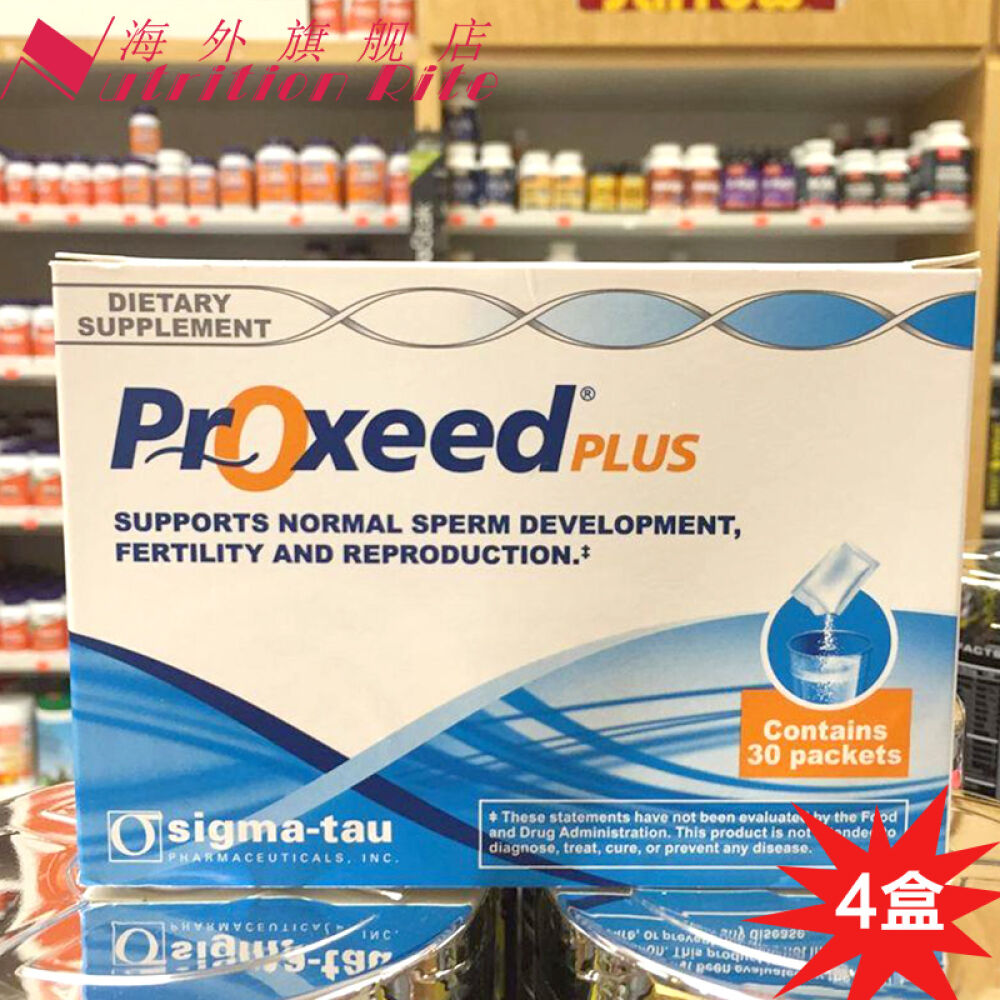 海外旗舰店
Nutrition Rite
DIETARY
SUPPLEMENT
PrOxeed® PLUS
SUPPORTS NORMAL SPERM DEVELOPMENT,
FERTILITY AND REPRODUCTION.‡
Contains
30 packets
σ sigma-tau
PHARMACEUTICALS, INC.
‡ These statements have not been evaluated by the Food
and Drug Administration. This product is not intended to
diagnose, treat, cure, or prevent any disease.
4盒
FACTS